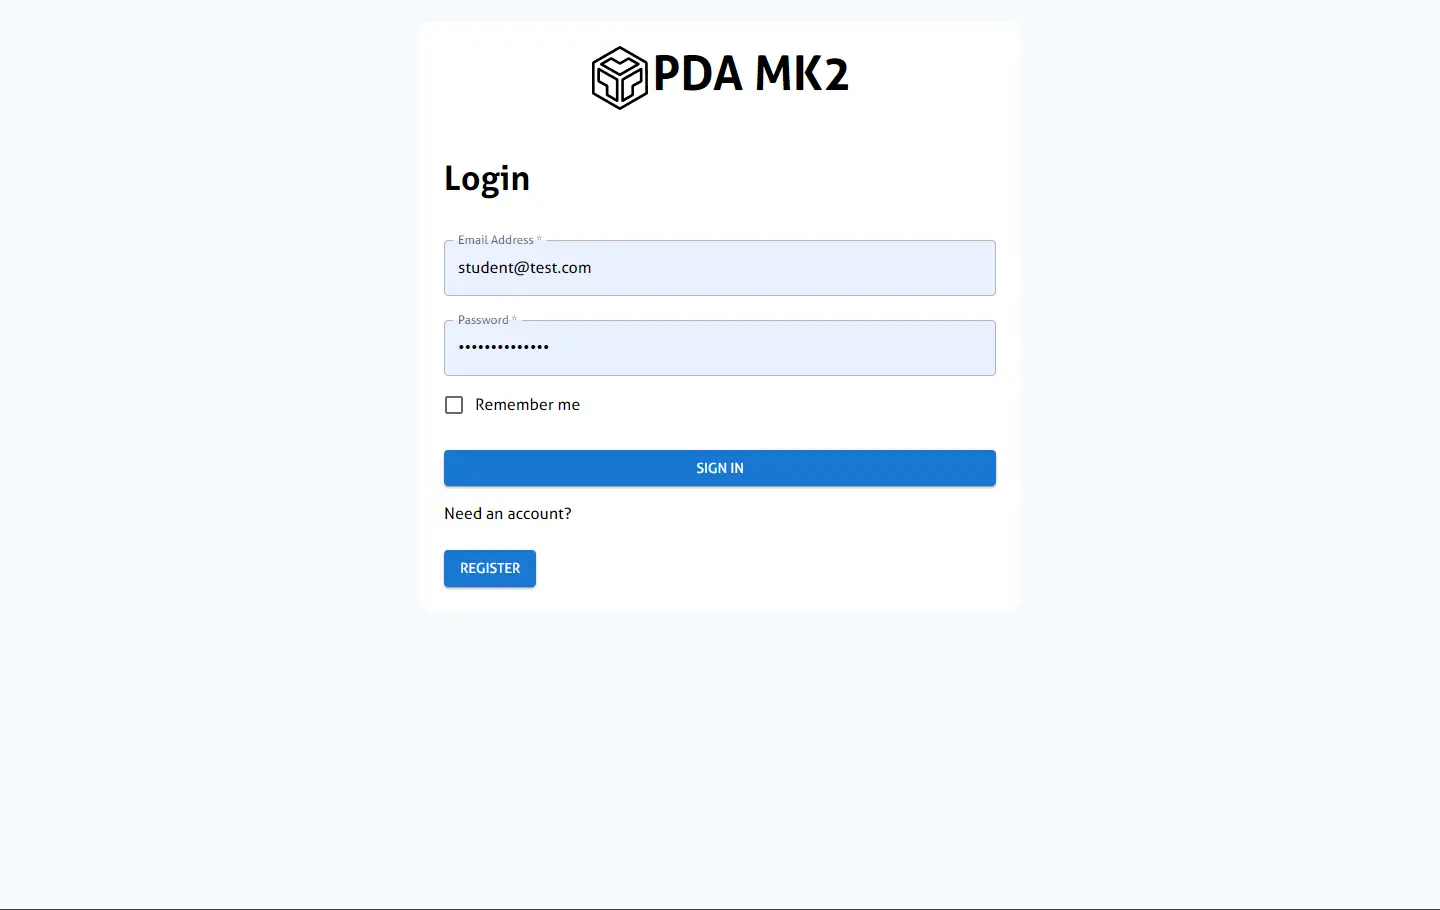 PDA MK2
Login
Email Address *
student@test.com
Password *
••••••••••••••
Remember me
SIGN IN
Need an account?
REGISTER